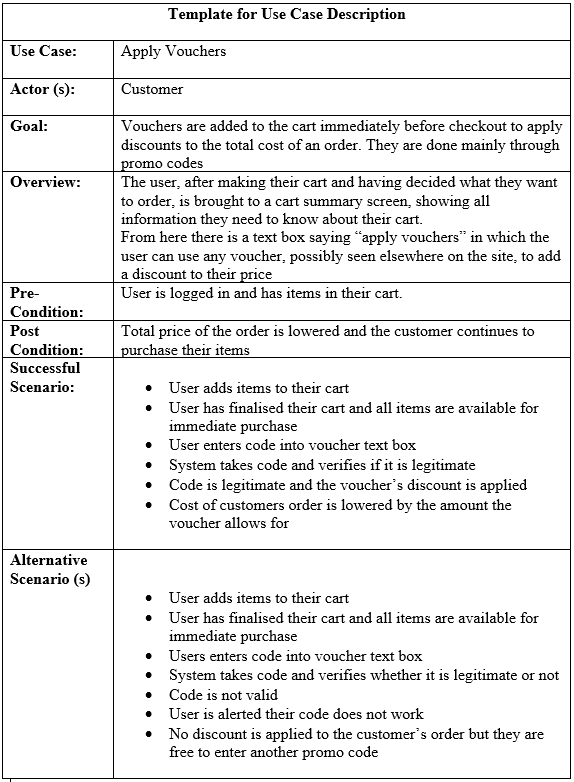 Template for Use Case Description
Use Case: Apply Vouchers
Actor (s): Customer
Goal: Vouchers are added to the cart immediately before checkout to apply
discounts to the total cost of an order. They are done mainly through
promo codes
Overview: The user, after making their cart and having decided what they want
to order, is brought to a cart summary screen, showing all
information they need to know about their cart.
From here there is a text box saying “apply vouchers” in which the
user can use any voucher, possibly seen elsewhere on the site, to add
a discount to their price
Pre- User is logged in and has items in their cart.
Condition:
Post Total price of the order is lowered and the customer continues to
Condition: purchase their items
Successful
Scenario:
• User adds items to their cart
• User has finalised their cart and all items are available for
immediate purchase
• User enters code into voucher text box
• System takes code and verifies if it is legitimate
• Code is legitimate and the voucher’s discount is applied
• Cost of customers order is lowered by the amount the
voucher allows for
Alternative
Scenario (s)
• User adds items to their cart
• User has finalised their cart and all items are available for
immediate purchase
• Users enters code into voucher text box
• System takes code and verifies whether it is legitimate or not
• Code is not valid
• User is alerted their code does not work
• No discount is applied to the customer’s order but they are
free to enter another promo code